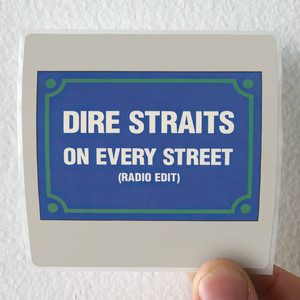 DIRE STRAITS
ON EVERY STREET
(RADIO EDIT)